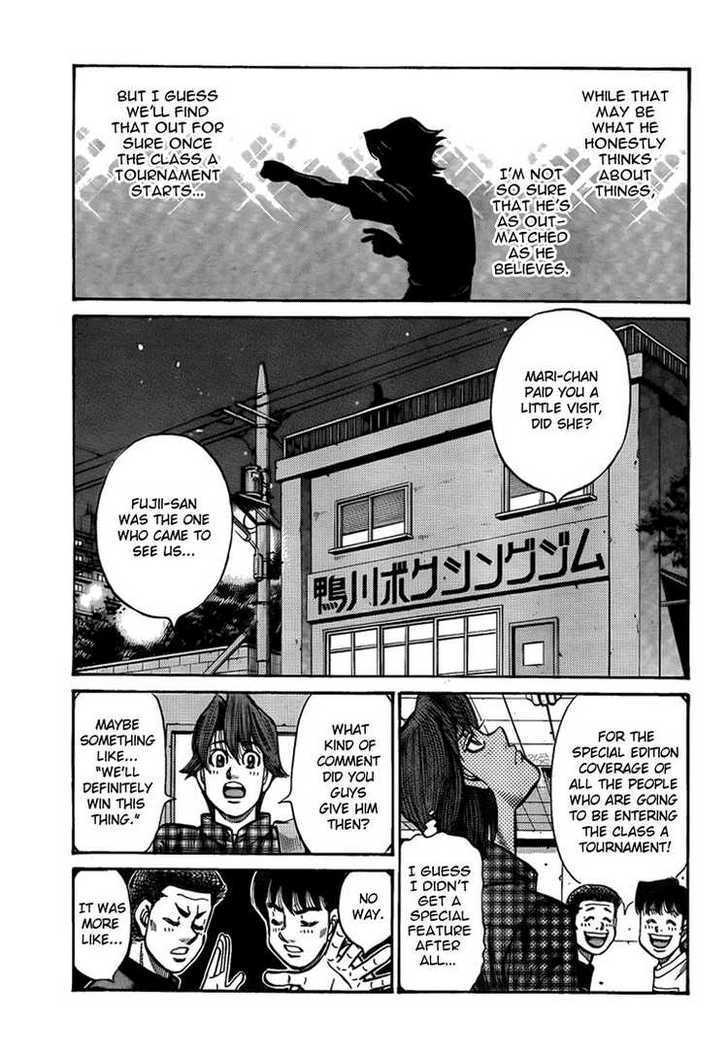 WHILE THAT
MAY BE
WHAT HE
HONESTLY
THINKS
ABOUT
THINGS,
I'M NOT
SO SURE
THAT HE'S
AS OUT-
MATCHED
AS HE
BELIEVES.
BUT I GUESS
WE'LL FIND
THAT OUT FOR
SURE ONCE
THE CLASS A
TOURNAMENT
STARTS...
MARI-CHAN
PAID YOU A
LITTLE VISIT,
DID SHE?
FUJII-SAN
WAS THE ONE
WHO CAME TO
SEE US...
鴨川ボクシングジム
FOR THE
SPECIAL EDITION
COVERAGE OF
ALL THE PEOPLE
WHO ARE GOING
TO BE ENTERING
THE CLASS A
TOURNAMENT!
I GUESS
I DIDN'T
GET A
SPECIAL
FEATURE
AFTER
ALL...
WHAT
KIND OF
COMMENT
DID YOU
GUYS
GIVE HIM
THEN?
MAYBE
SOMETHING
LIKE...
"WE'LL
DEFINITELY
WIN THIS
THING."
NO
WAY.
IT WAS
MORE
LIKE...